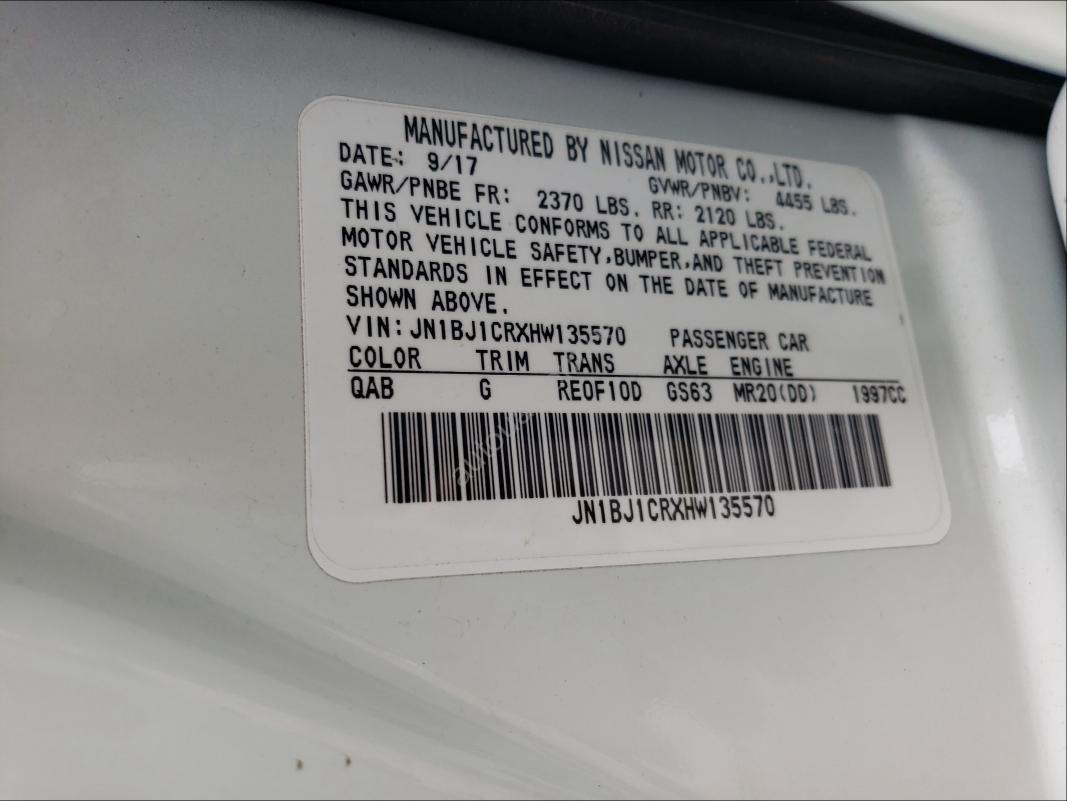 MANUFACTURED BY NISSAN MOTOR CO.,LTD.
DATE: 9/17 GVWR/PNBV: 4455 LBS.
GAWR/PNBE FR: 2370 LBS. RR: 2120 LBS.
THIS VEHICLE CONFORMS TO ALL APPLICABLE FEDERAL
MOTOR VEHICLE SAFETY,BUMPER,AND THEFT PREVENTION
STANDARDS IN EFFECT ON THE DATE OF MANUFACTURE
SHOWN ABOVE.
VIN: JN1BJ1CRXHW135570 PASSENGER CAR
COLOR TRIM TRANS AXLE ENGINE
QAB G RE0F10D GS63 MR20(DD) 1997CC
JN1BJ1CRXHW135570